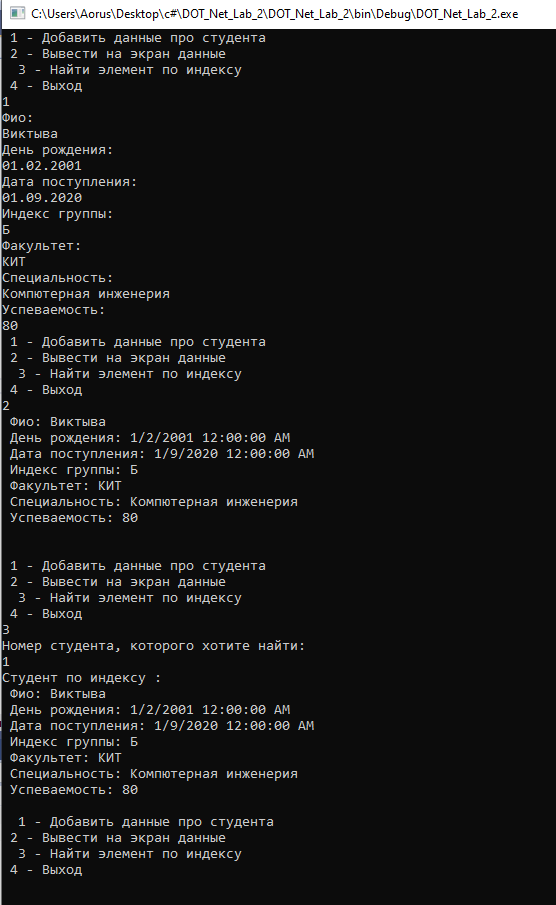 C:\Users\Aorus\Desktop\c#\DOT_Net_Lab_2\DOT_Net_Lab_2\bin\Debug\DOT_Net_Lab_2.exe
1 - Добавить данные про студента
2 - Вывести на экран данные
3 - Найти элемент по индексу
4 - Выход
1
Фио:
Виктыва
День рождения:
01.02.2001
Дата поступления:
01.09.2020
Индекс группы:
Б
Факультет:
КИТ
Специальность:
Компютерная инженерия
Успеваемость:
80
1 - Добавить данные про студента
2 - Вывести на экран данные
3 - Найти элемент по индексу
4 - Выход
2
Фио: Виктыва
День рождения: 1/2/2001 12:00:00 AM
Дата поступления: 1/9/2020 12:00:00 AM
Индекс группы: Б
Факультет: КИТ
Специальность: Компютерная инженерия
Успеваемость: 80
1 - Добавить данные про студента
2 - Вывести на экран данные
3 - Найти элемент по индексу
4 - Выход
3
Номер студента, которого хотите найти:
1
Студент по индексу :
Фио: Виктыва
День рождения: 1/2/2001 12:00:00 AM
Дата поступления: 1/9/2020 12:00:00 AM
Индекс группы: Б
Факультет: КИТ
Специальность: Компютерная инженерия
Успеваемость: 80
1 - Добавить данные про студента
2 - Вывести на экран данные
3 - Найти элемент по индексу
4 - Выход